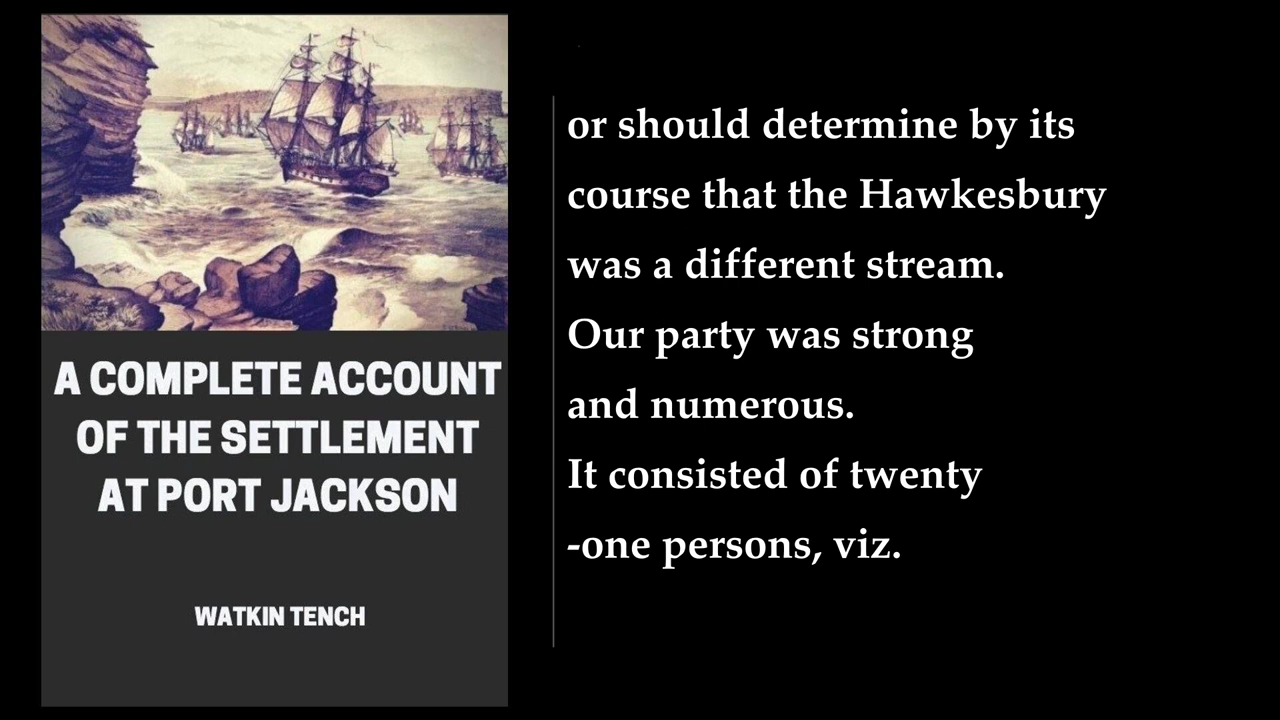 A COMPLETE ACCOUNT
OF THE SETTLEMENT
AT PORT JACKSON
WATKIN TENCH
or should determine by its
course that the Hawkesbury
was a different stream.
Our party was strong
and numerous.
It consisted of twenty
-one persons, viz.